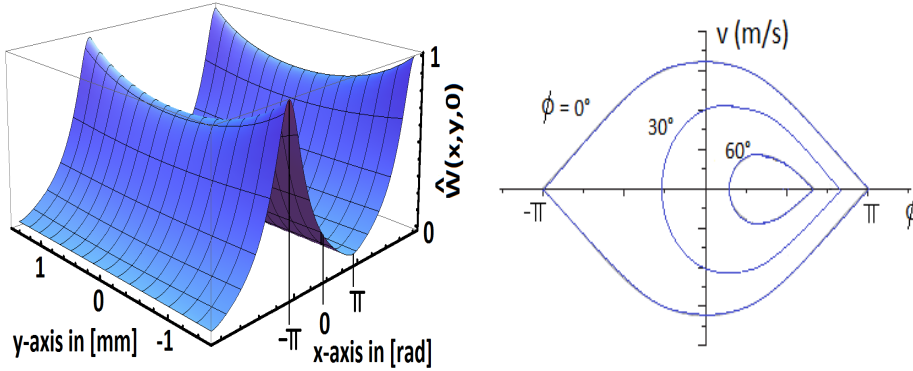 1
Ŵ(x,y,0)
0
1
0
-1
y-axis in [mm]
-π
0
π
x-axis in [rad]
v (m/s)
ϕ = 0°
30°
60°
-π
π
ϕ